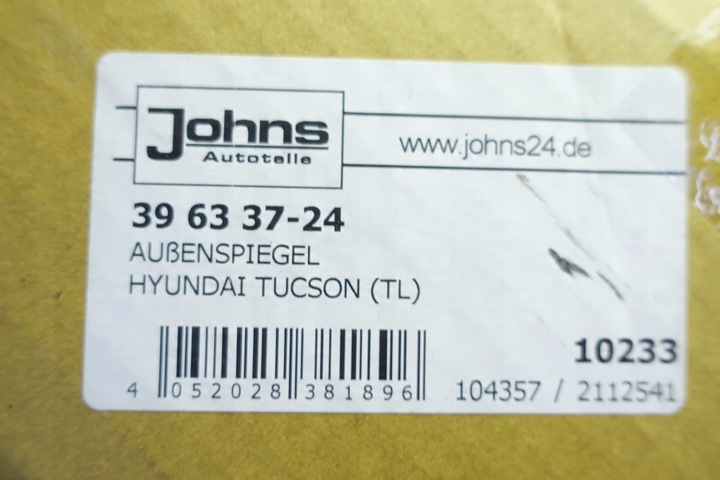 Johns
Autoteile
www.johns24.de
39 63 37-24
AUßENSPIEGEL
HYUNDAI TUCSON (TL)
10233
4 052028 381896
104357 / 2112541